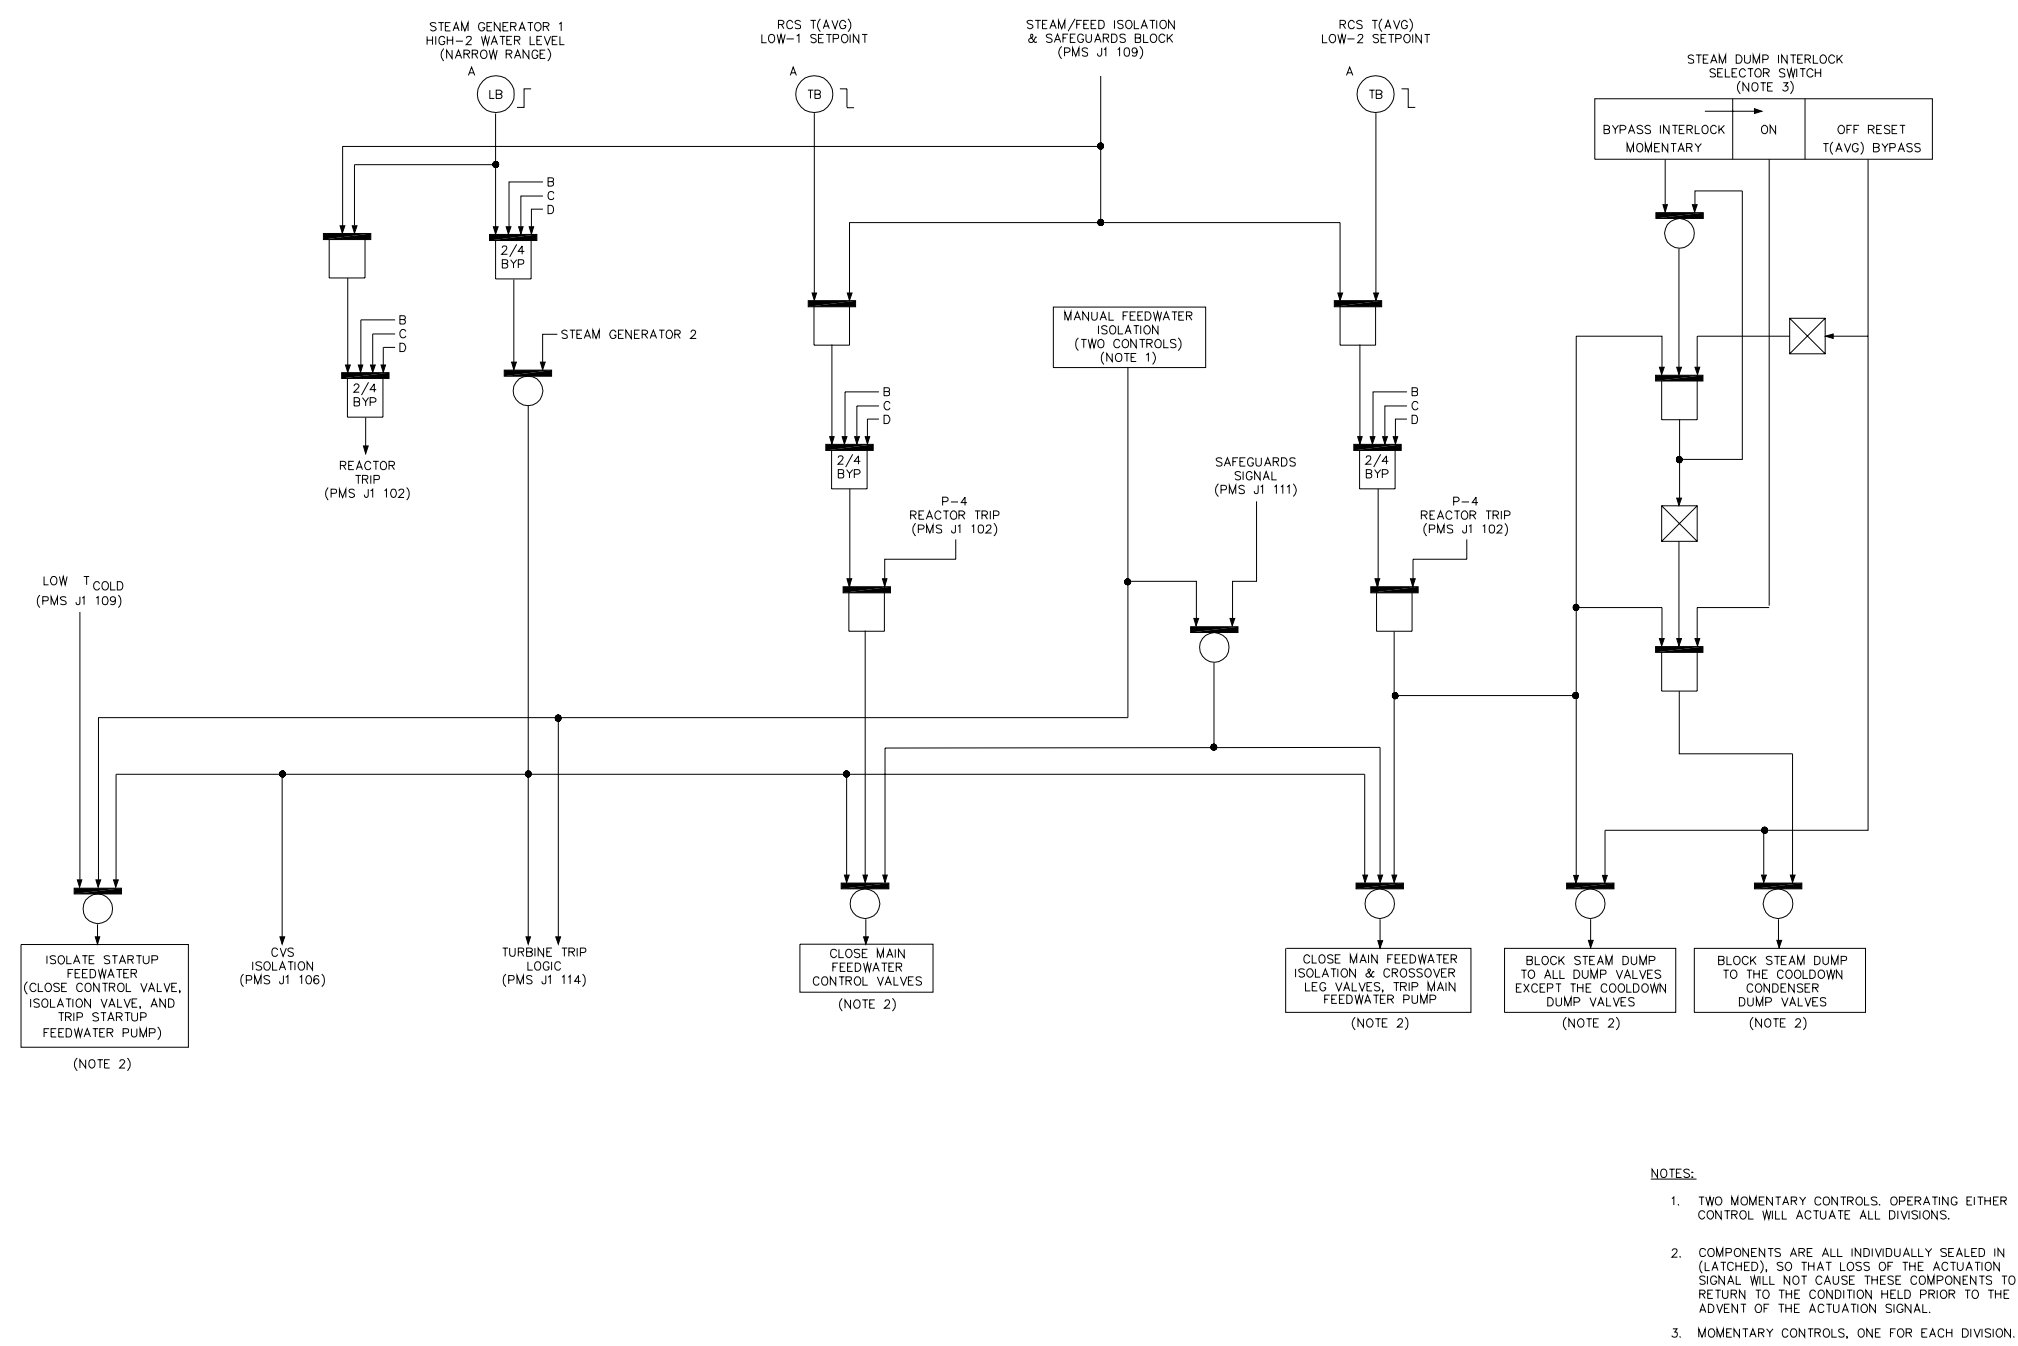 STEAM GENERATOR 1
HIGH-2 WATER LEVEL
(NARROW RANGE)
A
LB
RCS T(AVG)
LOW-1 SETPOINT
A
TB
STEAM/FEED ISOLATION
& SAFEGUARDS BLOCK
(PMS J1 109)
RCS T(AVG)
LOW-2 SETPOINT
A
TB
STEAM DUMP INTERLOCK
SELECTOR SWITCH
(NOTE 3)
BYPASS INTERLOCK
MOMENTARY
ON
OFF RESET
T(AVG) BYPASS
B
C
D
2/4
BYP
B
C
D
2/4
BYP
REACTOR
TRIP
(PMS J1 102)
STEAM GENERATOR 2
MANUAL FEEDWATER
ISOLATION
(TWO CONTROLS)
(NOTE 1)
B
C
D
2/4
BYP
P-4
REACTOR TRIP
(PMS J1 102)
SAFEGUARDS
SIGNAL
(PMS J1 111)
B
C
D
2/4
BYP
P-4
REACTOR TRIP
(PMS J1 102)
LOW TCOLD
(PMS J1 109)
ISOLATE STARTUP
FEEDWATER
(CLOSE CONTROL VALVE,
ISOLATION VALVE, AND
TRIP STARTUP
FEEDWATER PUMP)
(NOTE 2)
CVS
ISOLATION
(PMS J1 106)
TURBINE TRIP
LOGIC
(PMS J1 114)
CLOSE MAIN
FEEDWATER
CONTROL VALVES
(NOTE 2)
CLOSE MAIN FEEDWATER
ISOLATION & CROSSOVER
LEG VALVES, TRIP MAIN
FEEDWATER PUMP
(NOTE 2)
BLOCK STEAM DUMP
TO ALL DUMP VALVES
EXCEPT THE COOLDOWN
DUMP VALVES
(NOTE 2)
BLOCK STEAM DUMP
TO THE COOLDOWN
CONDENSER
DUMP VALVES
(NOTE 2)
NOTES:
1. TWO MOMENTARY CONTROLS. OPERATING EITHER
CONTROL WILL ACTUATE ALL DIVISIONS.
2. COMPONENTS ARE ALL INDIVIDUALLY SEALED IN
(LATCHED), SO THAT LOSS OF THE ACTUATION
SIGNAL WILL NOT CAUSE THESE COMPONENTS TO
RETURN TO THE CONDITION HELD PRIOR TO THE
ADVENT OF THE ACTUATION SIGNAL.
3. MOMENTARY CONTROLS, ONE FOR EACH DIVISION.